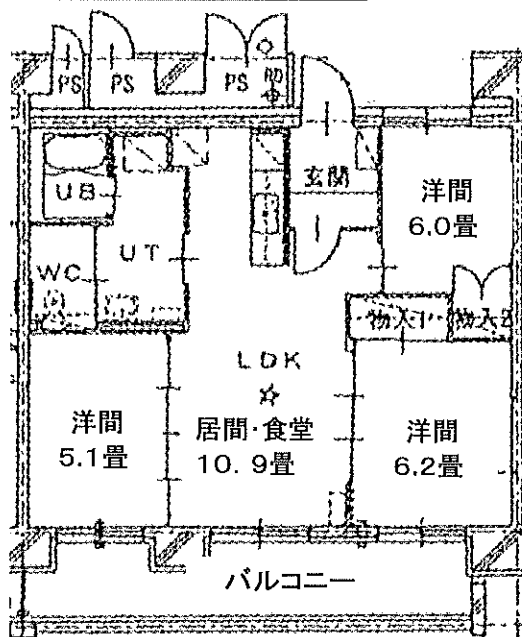 PS
PS
PS
玄関
洋間
6.0畳
UB
UT
WC
物入1
物入2
LDK
☆
洋間
5.1畳
居間・食堂
10.9畳
洋間
6.2畳
バルコニー